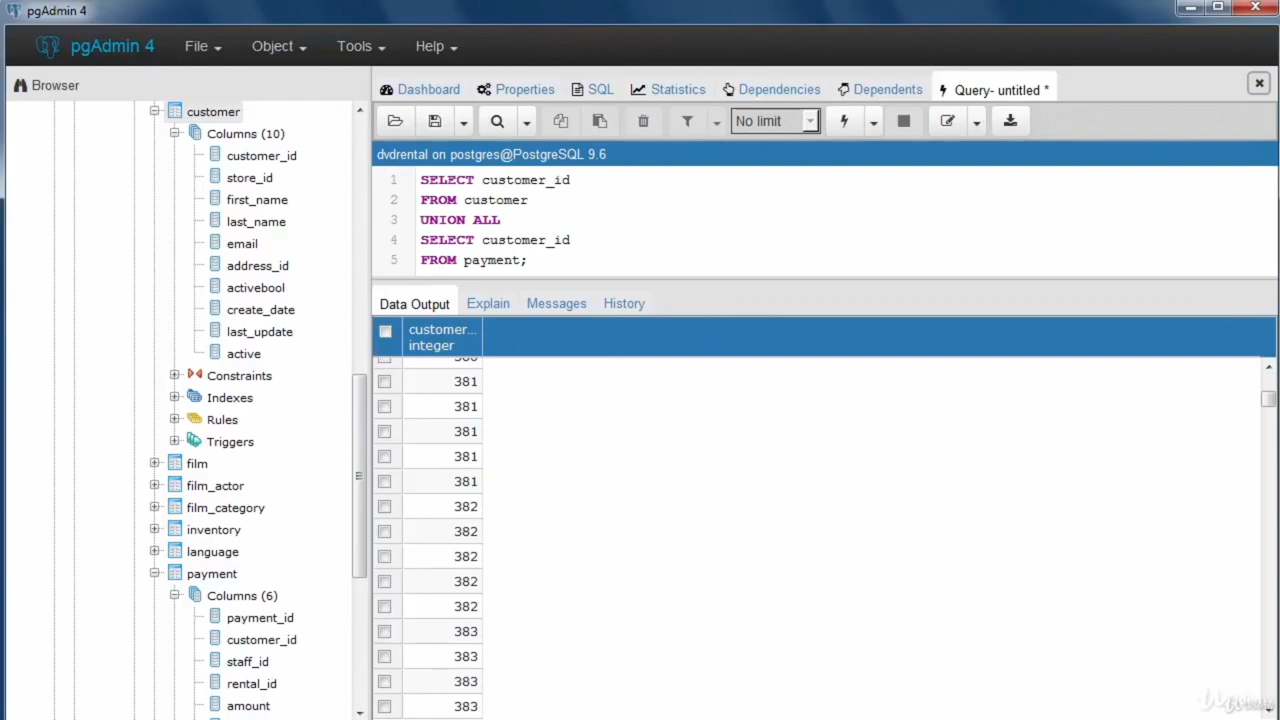 pgAdmin 4
pgAdmin 4 File Object Tools Help
Browser
customer
Columns (10)
customer_id
store_id
first_name
last_name
email
address_id
activebool
create_date
last_update
active
Constraints
Indexes
Rules
Triggers
film
film_actor
film_category
inventory
language
payment
Columns (6)
payment_id
customer_id
staff_id
rental_id
amount
Dashboard Properties SQL Statistics Dependencies Dependents Query- untitled *
No limit
dvdrental on postgres@PostgreSQL 9.6
1 SELECT customer_id
2 FROM customer
3 UNION ALL
4 SELECT customer_id
5 FROM payment;
Data Output Explain Messages History
customer...
integer
380
381
381
381
381
381
382
382
382
382
382
383
383
383
383